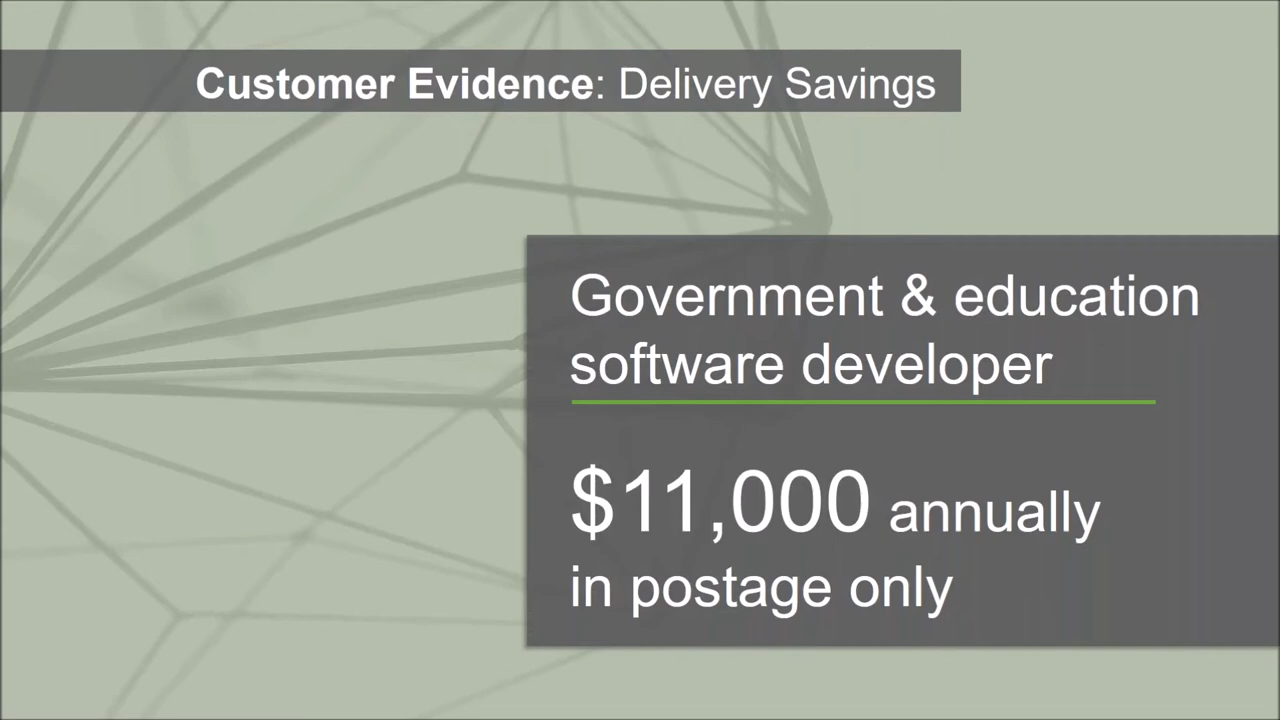 Customer Evidence: Delivery Savings
Government & education
software developer
$11,000 annually
in postage only